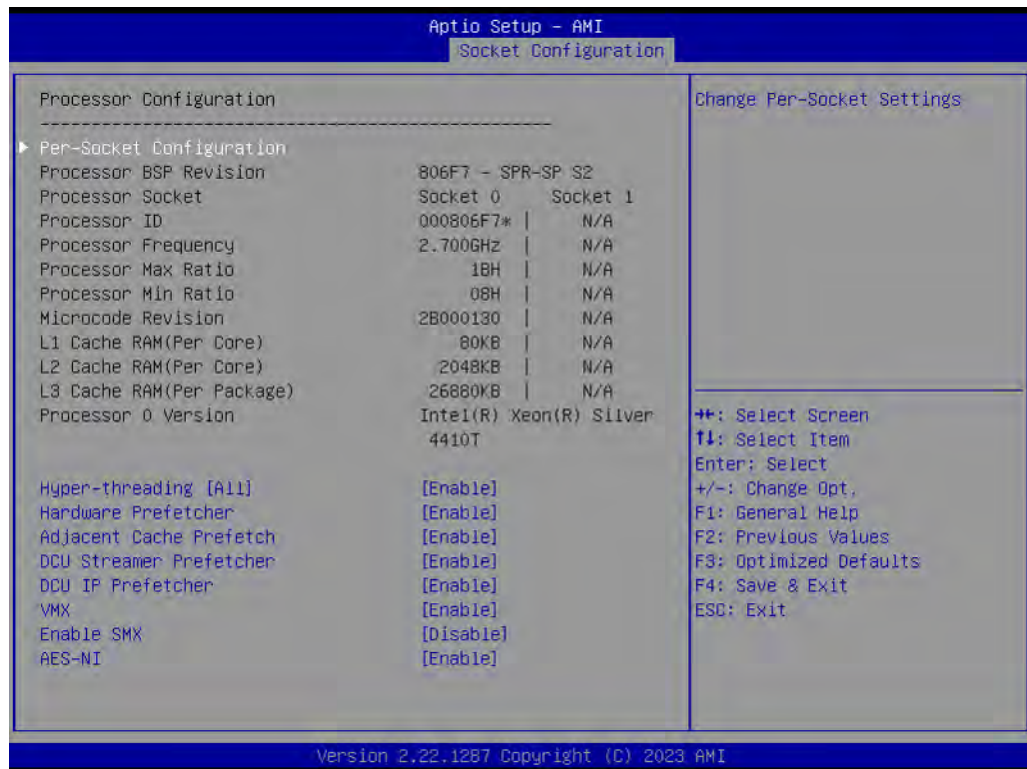 Aptio Setup – AMI
Socket Configuration
Processor Configuration
Per-Socket Configuration
Processor BSP Revision 806F7 - SPR-SP S2
Processor Socket Socket 0 Socket 1
Processor ID 000806F7* | N/A
Processor Frequency 2.700GHz | N/A
Processor Max Ratio 1BH | N/A
Processor Min Ratio 08H | N/A
Microcode Revision 2B000130 | N/A
L1 Cache RAM(Per Core) 80KB | N/A
L2 Cache RAM(Per Core) 2048KB | N/A
L3 Cache RAM(Per Package) 26880KB | N/A
Processor 0 Version Intel(R) Xeon(R) Silver
4410T
Hyper-threading [All] [Enable]
Hardware Prefetcher [Enable]
Adjacent Cache Prefetch [Enable]
DCU Streamer Prefetcher [Enable]
DCU IP Prefetcher [Enable]
VMX [Enable]
Enable SMX [Disable]
AES-NI [Enable]
Change Per-Socket Settings
→←: Select Screen
↑↓: Select Item
Enter: Select
+/-: Change Opt.
F1: General Help
F2: Previous Values
F3: Optimized Defaults
F4: Save & Exit
ESC: Exit
Version 2.22.1287 Copyright (C) 2023 AMI